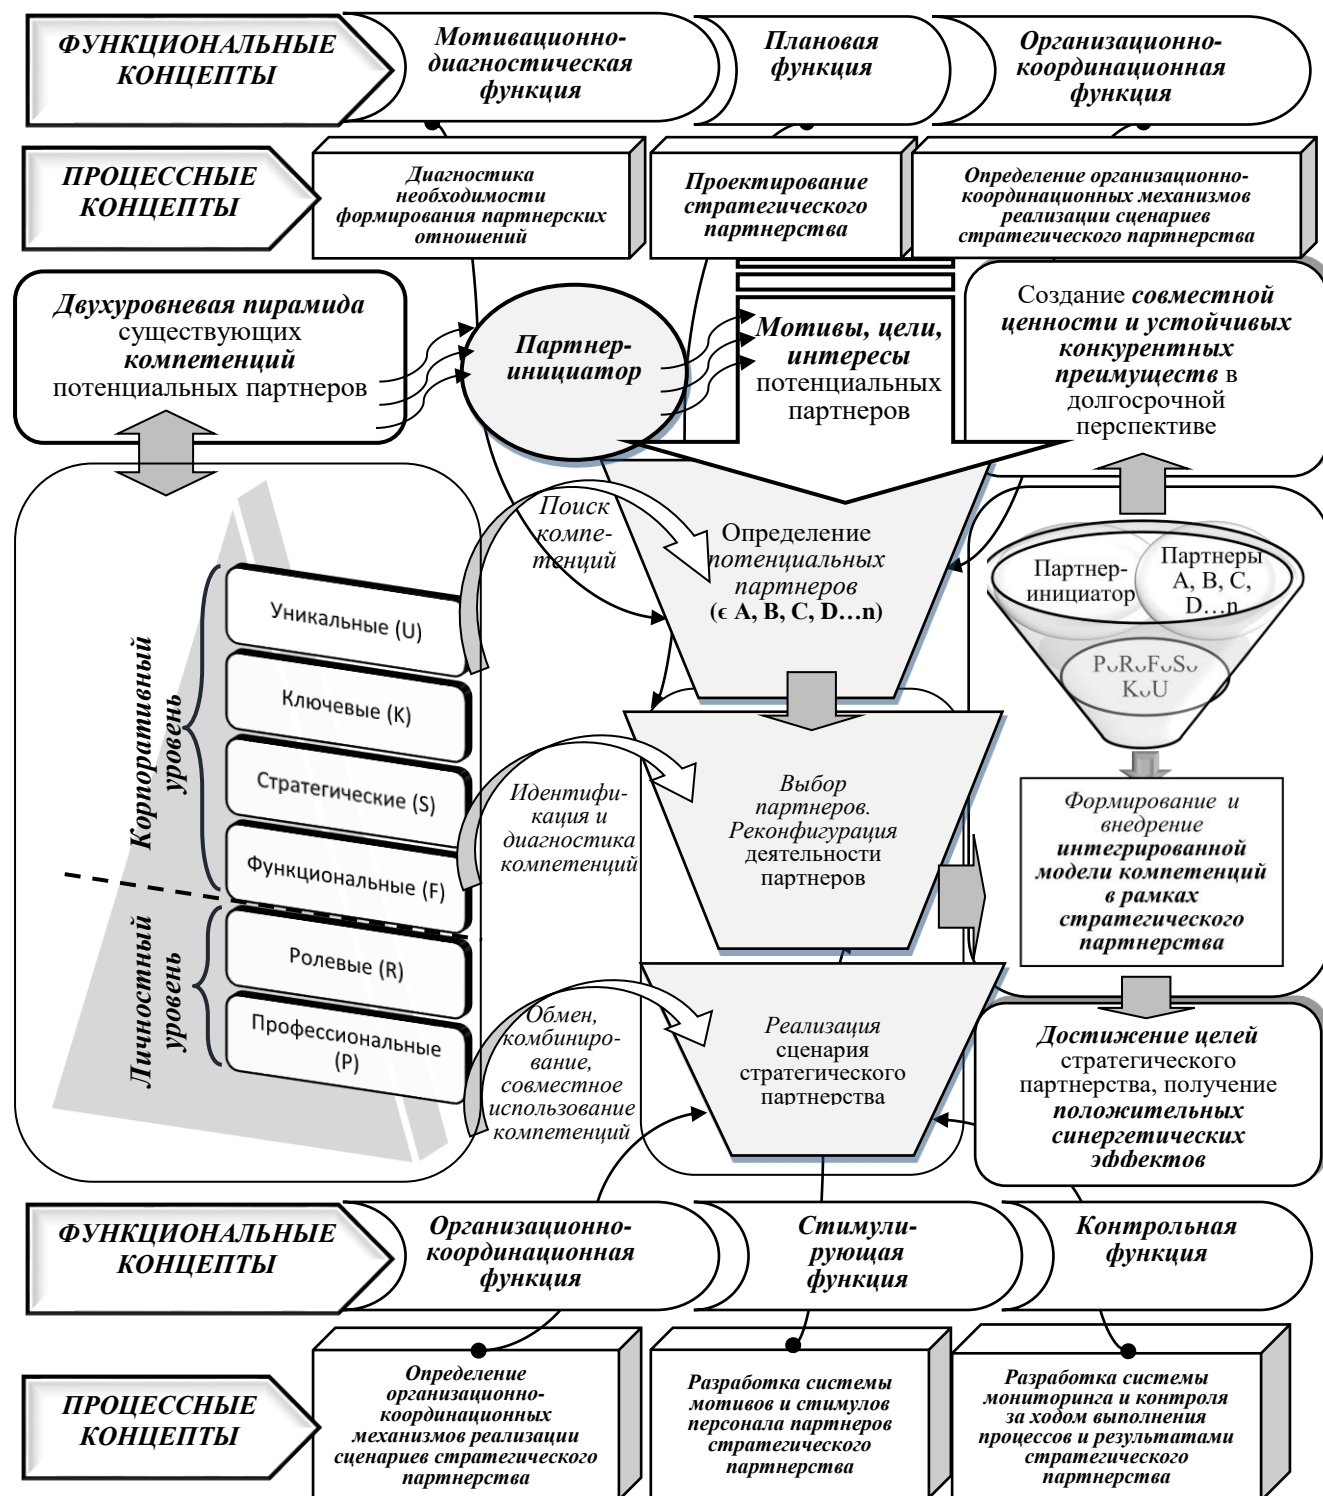 ФУНКЦИОНАЛЬНЫЕ
КОНЦЕПТЫ
Мотивационно-
диагностическая
функция
Плановая
функция
Организационно-
координационная
функция
ПРОЦЕССНЫЕ
КОНЦЕПТЫ
Диагностика
необходимости
формирования партнерских
отношений
Проектирование
стратегического
партнерства
Определение организационно-
координационных механизмов
реализации сценариев
стратегического партнерства
Двухуровневая пирамида
существующих
компетенций
потенциальных партнеров
Партнер-
инициатор
Мотивы, цели,
интересы
потенциальных
партнеров
Создание совместной
ценности и устойчивых
конкурентных
преимуществ в
долгосрочной
перспективе
Корпоративный
уровень
Личностный
уровень
Уникальные (U)
Ключевые (K)
Стратегические (S)
Функциональные (F)
Ролевые (R)
Профессиональные
(P)
Поиск
компе-
тенций
Идентифи-
кация и
диагностика
компетенций
Обмен,
комбиниро-
вание,
совместное
использование
компетенций
Определение
потенциальных
партнеров
(є A, B, C, D…n)
Выбор
партнеров.
Реконфигурация
деятельности
партнеров
Реализация
сценария
стратегического
партнерства
Партнер-
инициатор
Партнеры
A, B, C,
D…n
P∪R∪F∪S∪
K∪U
Формирование и
внедрение
интегрированной
модели компетенций
в рамках
стратегического
партнерства
Достижение целей
стратегического
партнерства, получение
положительных
синергетических
эффектов
ФУНКЦИОНАЛЬНЫЕ
КОНЦЕПТЫ
Организационно-
координационная
функция
Стимули-
рующая
функция
Контрольная
функция
ПРОЦЕССНЫЕ
КОНЦЕПТЫ
Определение
организационно-
координационных
механизмов реализации
сценариев стратегического
партнерства
Разработка системы
мотивов и стимулов
персонала партнеров
стратегического
партнерства
Разработка системы
мониторинга и контроля
за ходом выполнения
процессов и результатами
стратегического
партнерства